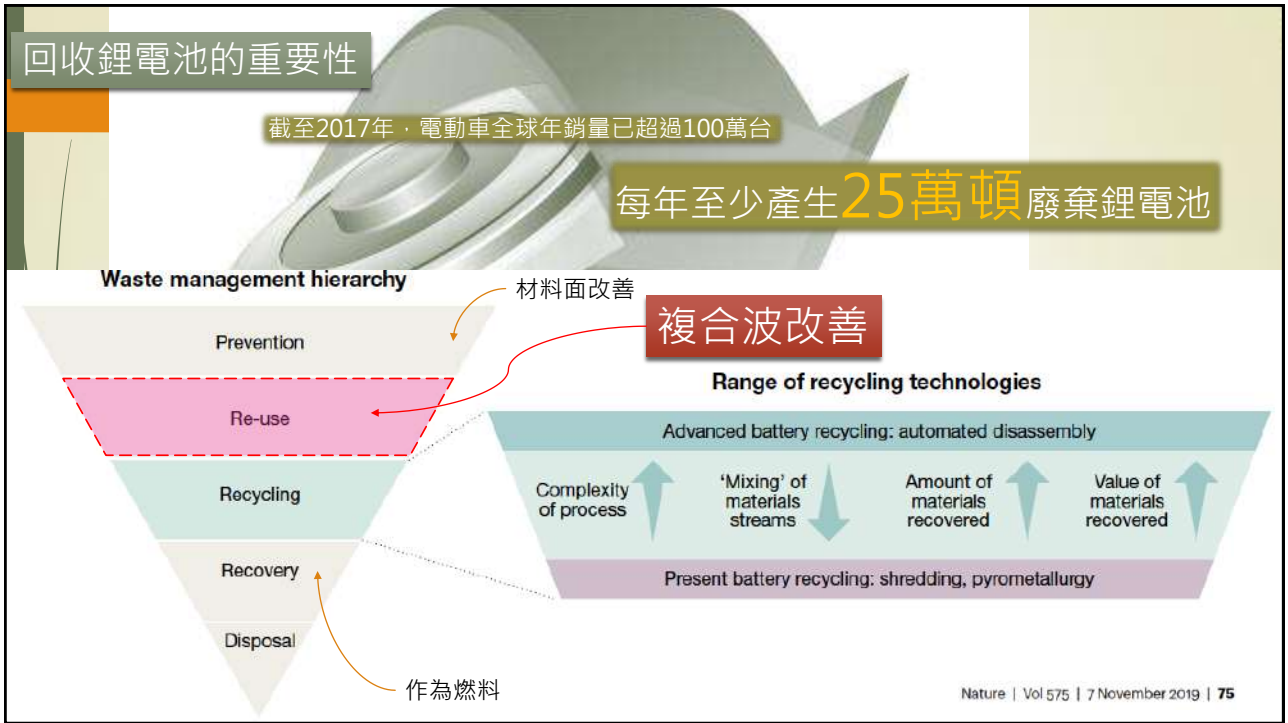 回收鋰電池的重要性
截至2017年，電動車全球年銷量已超過100萬台
每年至少產生25萬頓廢棄鋰電池
Waste management hierarchy
材料面改善
複合波改善
Prevention
Re-use
Recycling
Recovery
Disposal
作為燃料
Range of recycling technologies
Advanced battery recycling: automated disassembly
Complexity
of process
'Mixing' of
materials
streams
Amount of
materials
recovered
Value of
materials
recovered
Present battery recycling: shredding, pyrometallurgy
Nature | Vol 575 | 7 November 2019 | 75